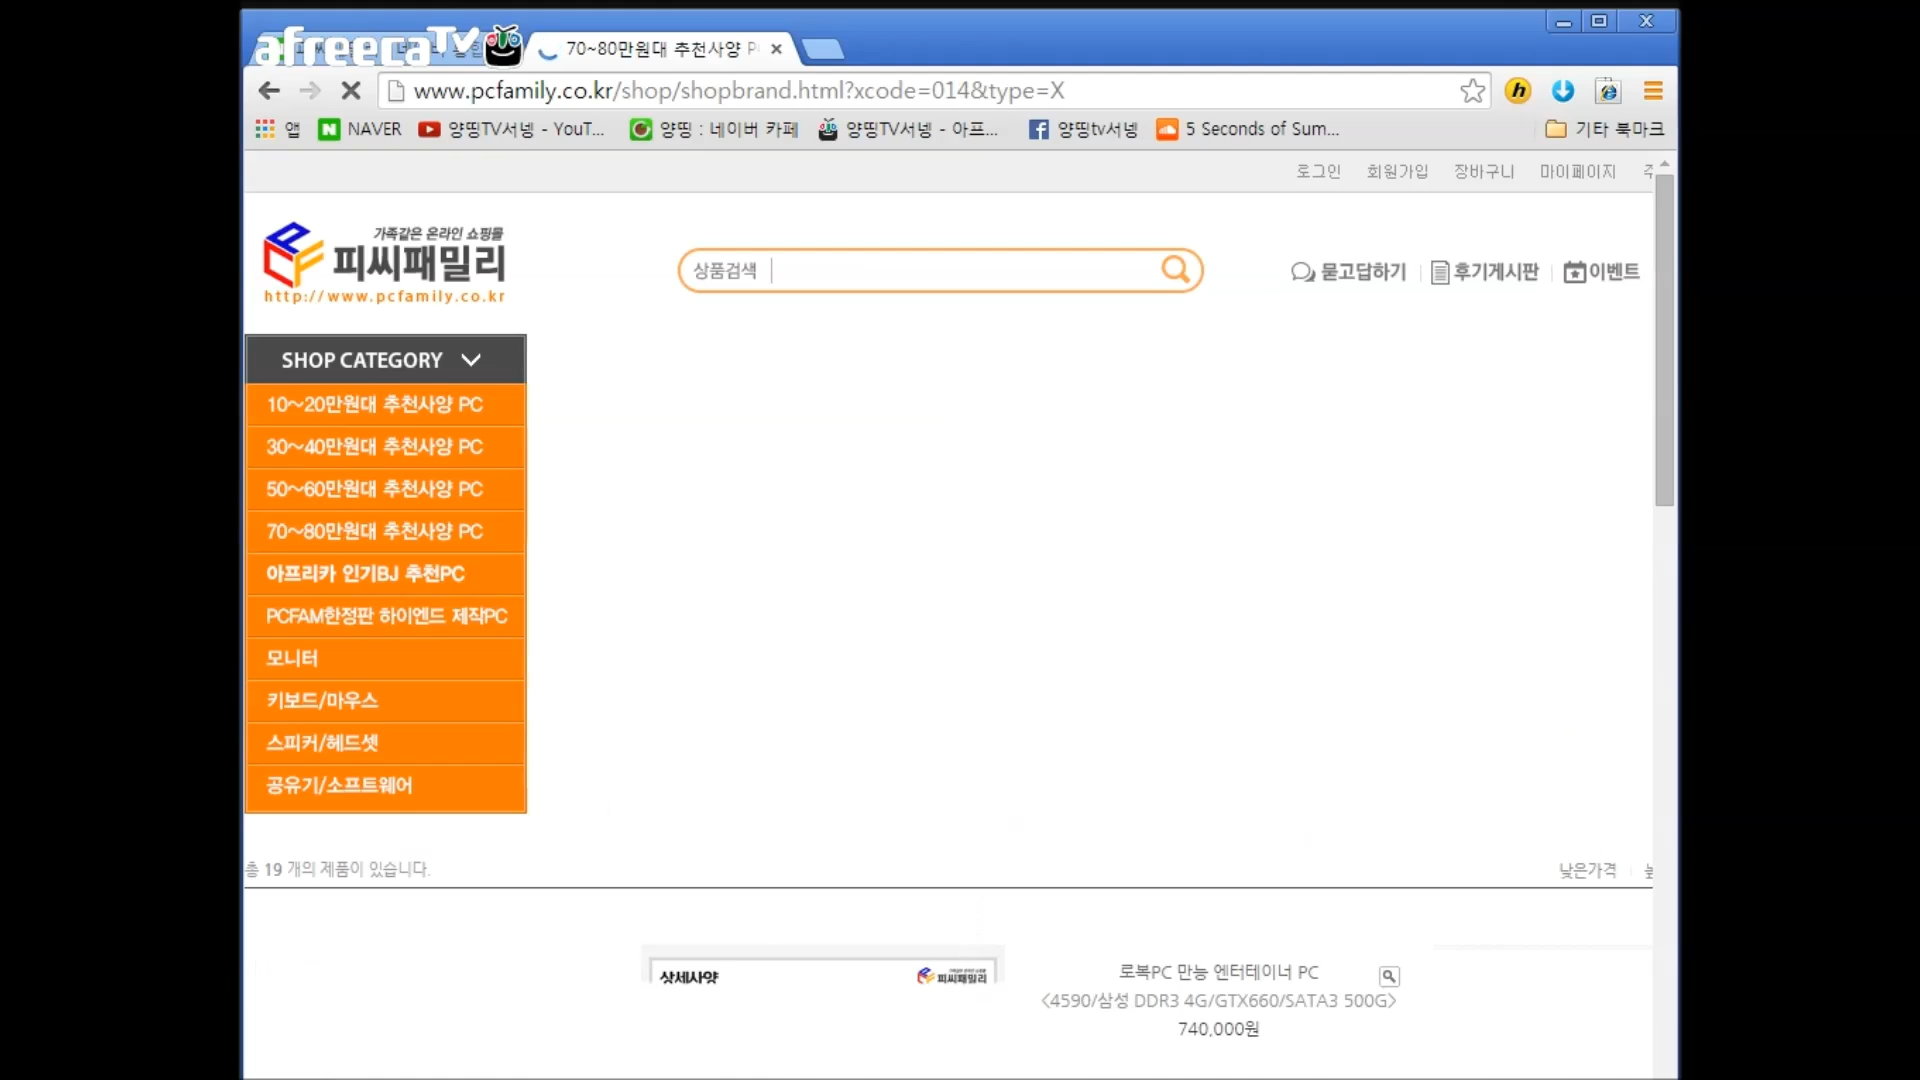 afreecaTV
70~80만원대 추천사양 P
www.pcfamily.co.kr/shop/shopbrand.html?xcode=014&type=X
앱 NAVER 양띵TV서넹 - YouT... 양띵 : 네이버 카페 양띵TV서넹 - 아프... 양띵tv서넹 5 Seconds of Sum... 기타 북마크
로그인 회원가입 장바구니 마이페이지
가족같은 온라인 쇼핑몰
피씨패밀리
http://www.pcfamily.co.kr
상품검색
묻고답하기 후기게시판 이벤트
SHOP CATEGORY
10~20만원대 추천사양 PC
30~40만원대 추천사양 PC
50~60만원대 추천사양 PC
70~80만원대 추천사양 PC
아프리카 인기BJ 추천PC
PCFAM한정판 하이엔드 제작PC
모니터
키보드/마우스
스피커/헤드셋
공유기/소프트웨어
총 19 개의 제품이 있습니다.
낮은가격
상세사양 피씨패밀리
로복PC 만능 엔터테이너 PC
<4590/삼성 DDR3 4G/GTX660/SATA3 500G>
740,000원